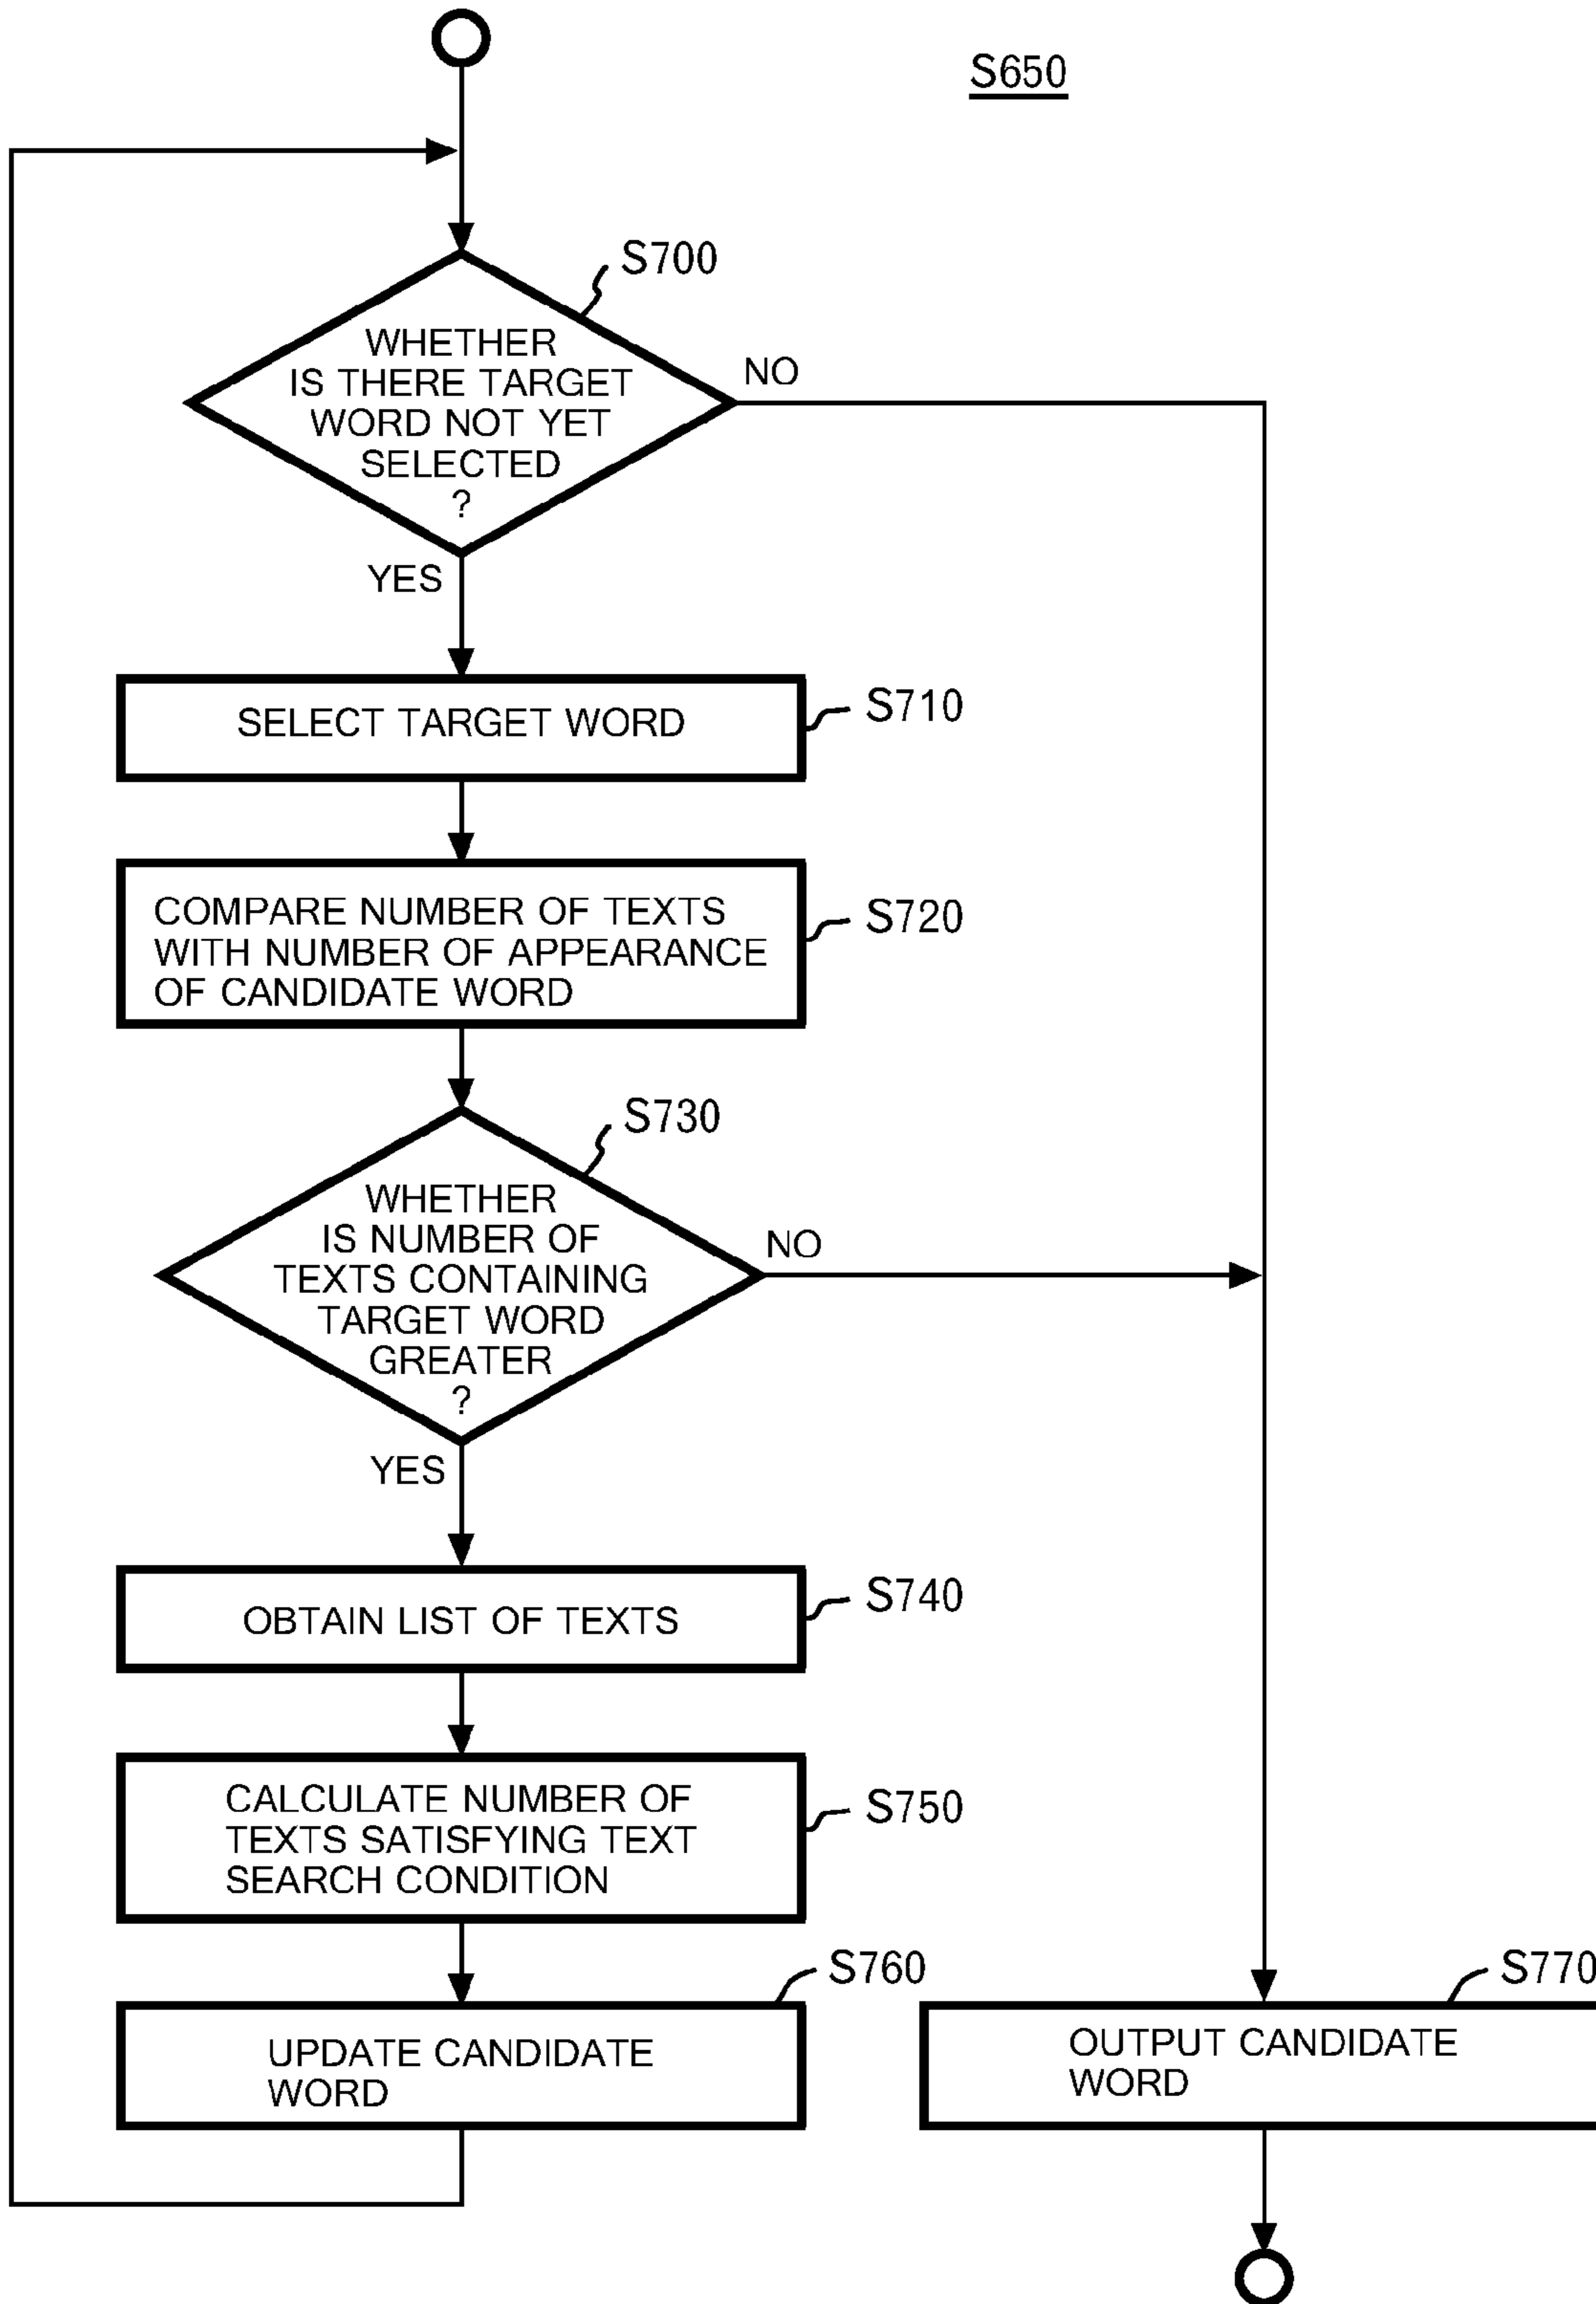 S650
S700
WHETHER
IS THERE TARGET
WORD NOT YET
SELECTED
?
NO
YES
SELECT TARGET WORD
S710
COMPARE NUMBER OF TEXTS
WITH NUMBER OF APPEARANCE
OF CANDIDATE WORD
S720
S730
WHETHER
IS NUMBER OF
TEXTS CONTAINING
TARGET WORD
GREATER
?
NO
YES
OBTAIN LIST OF TEXTS
S740
CALCULATE NUMBER OF
TEXTS SATISFYING TEXT
SEARCH CONDITION
S750
S760
UPDATE CANDIDATE
WORD
S770
OUTPUT CANDIDATE
WORD